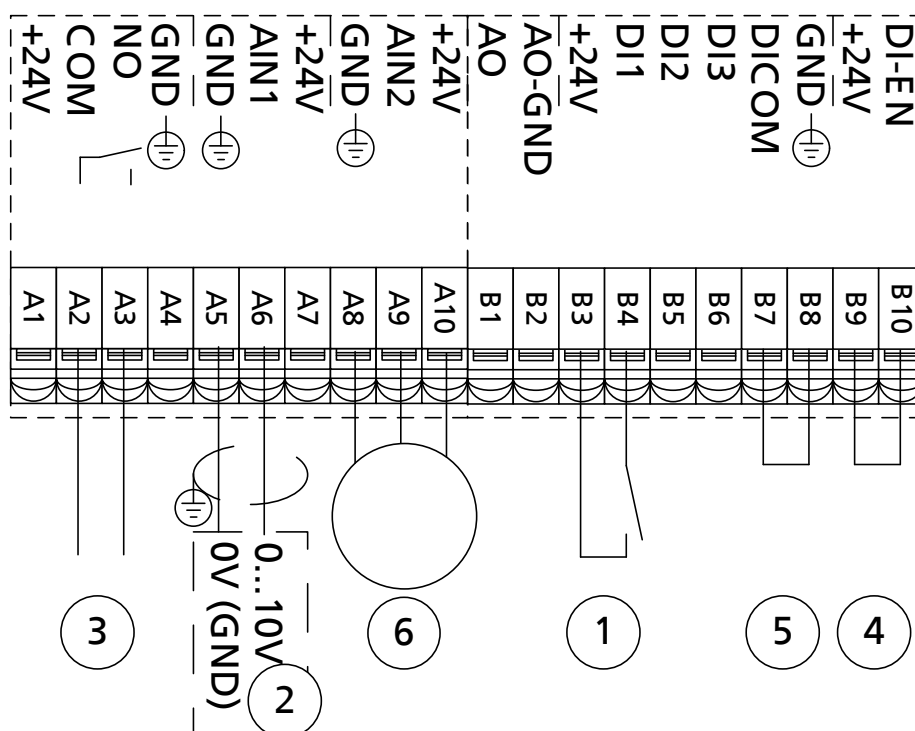 +24V
COM
NO
GND
GND
AIN1
+24V
GND
AIN2
+24V
AO
AO-GND
+24V
DI1
DI2
DI3
DICOM
GND
+24V
DI-EN
A1
A2
A3
A4
A5
A6
A7
A8
A9
A10
B1
B2
B3
B4
B5
B6
B7
B8
B9
B10
0V (GND)
0...10V
3
2
6
1
5
4